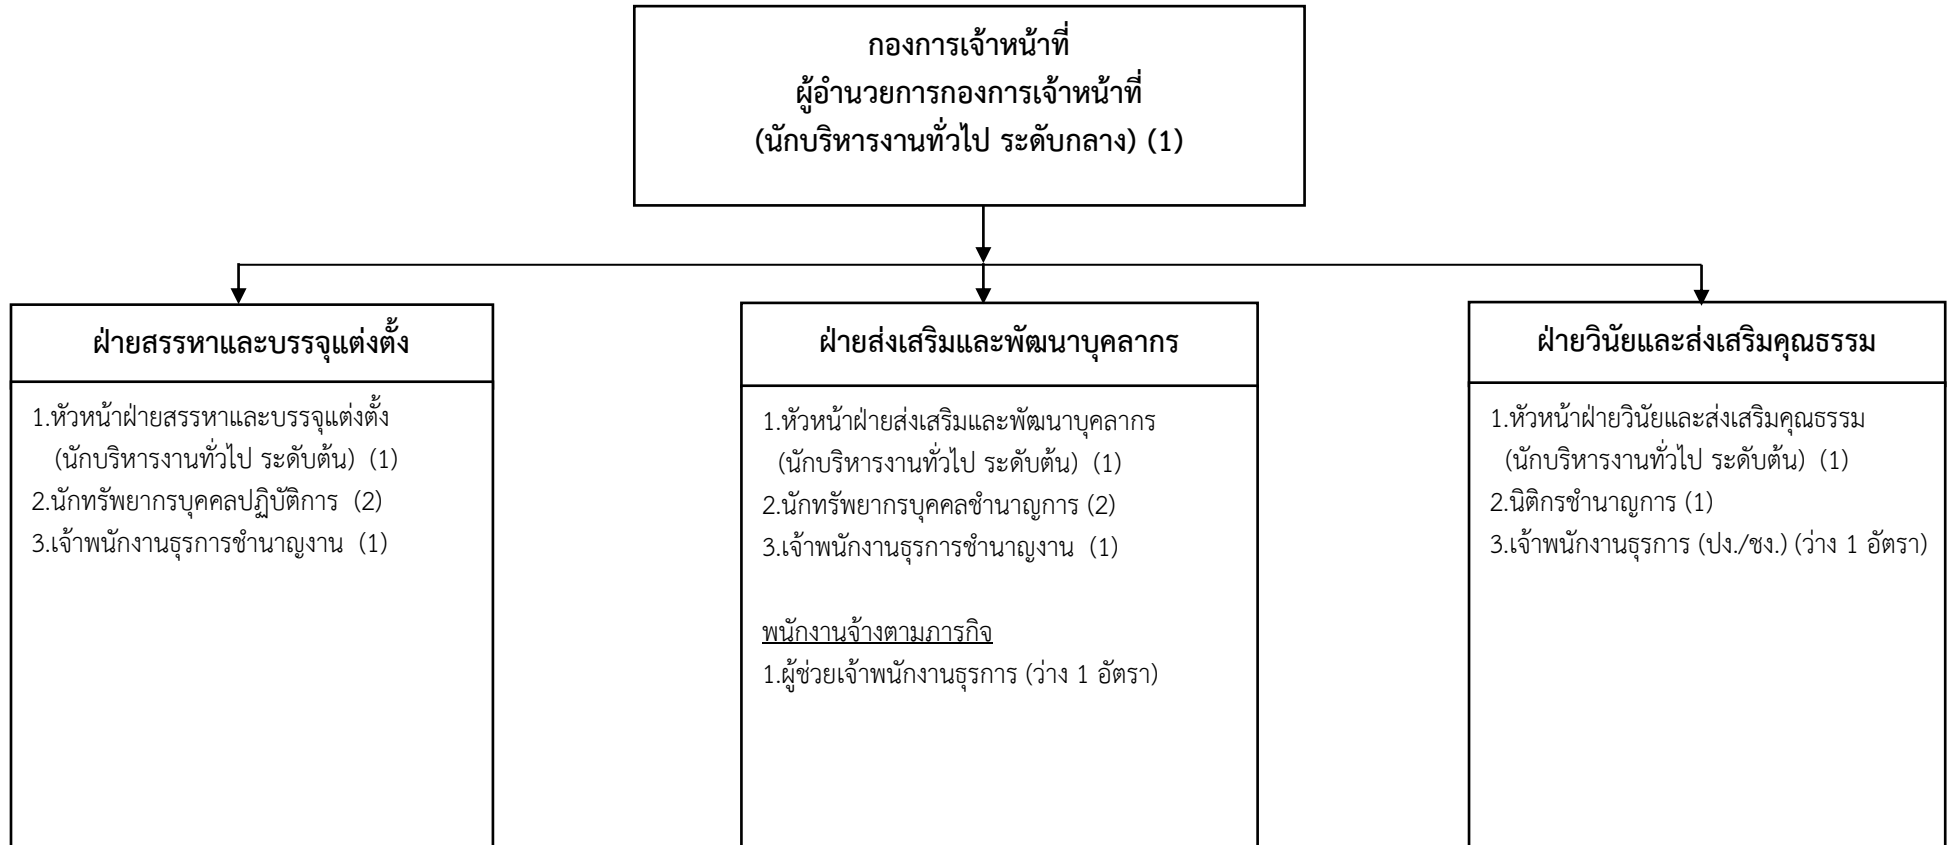 กองการเจ้าหน้าที่
ผู้อำนวยการกองการเจ้าหน้าที่
(นักบริหารงานทั่วไป ระดับกลาง) (1)
ฝ่ายสรรหาและบรรจุแต่งตั้ง
1.หัวหน้าฝ่ายสรรหาและบรรจุแต่งตั้ง
(นักบริหารงานทั่วไป ระดับต้น) (1)
2.นักทรัพยากรบุคคลปฏิบัติการ (2)
3.เจ้าพนักงานธุรการชำนาญงาน (1)
ฝ่ายส่งเสริมและพัฒนาบุคลากร
1.หัวหน้าฝ่ายส่งเสริมและพัฒนาบุคลากร
(นักบริหารงานทั่วไป ระดับต้น) (1)
2.นักทรัพยากรบุคคลชำนาญการ (2)
3.เจ้าพนักงานธุรการชำนาญงาน (1)
พนักงานจ้างตามภารกิจ
1.ผู้ช่วยเจ้าพนักงานธุรการ (ว่าง 1 อัตรา)
ฝ่ายวินัยและส่งเสริมคุณธรรม
1.หัวหน้าฝ่ายวินัยและส่งเสริมคุณธรรม
(นักบริหารงานทั่วไป ระดับต้น) (1)
2.นิติกรชำนาญการ (1)
3.เจ้าพนักงานธุรการ (ปง./ชง.) (ว่าง 1 อัตรา)